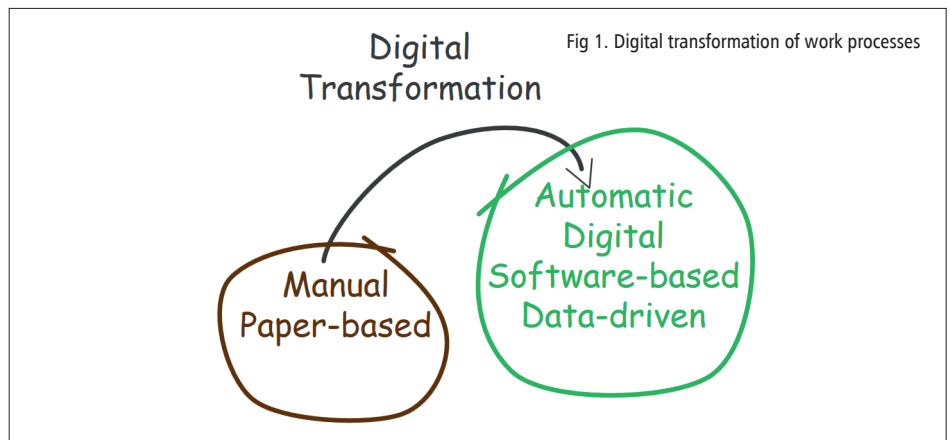 Digital
Transformation
Fig 1. Digital transformation of work processes
Manual
Paper-based
Automatic
Digital
Software-based
Data-driven